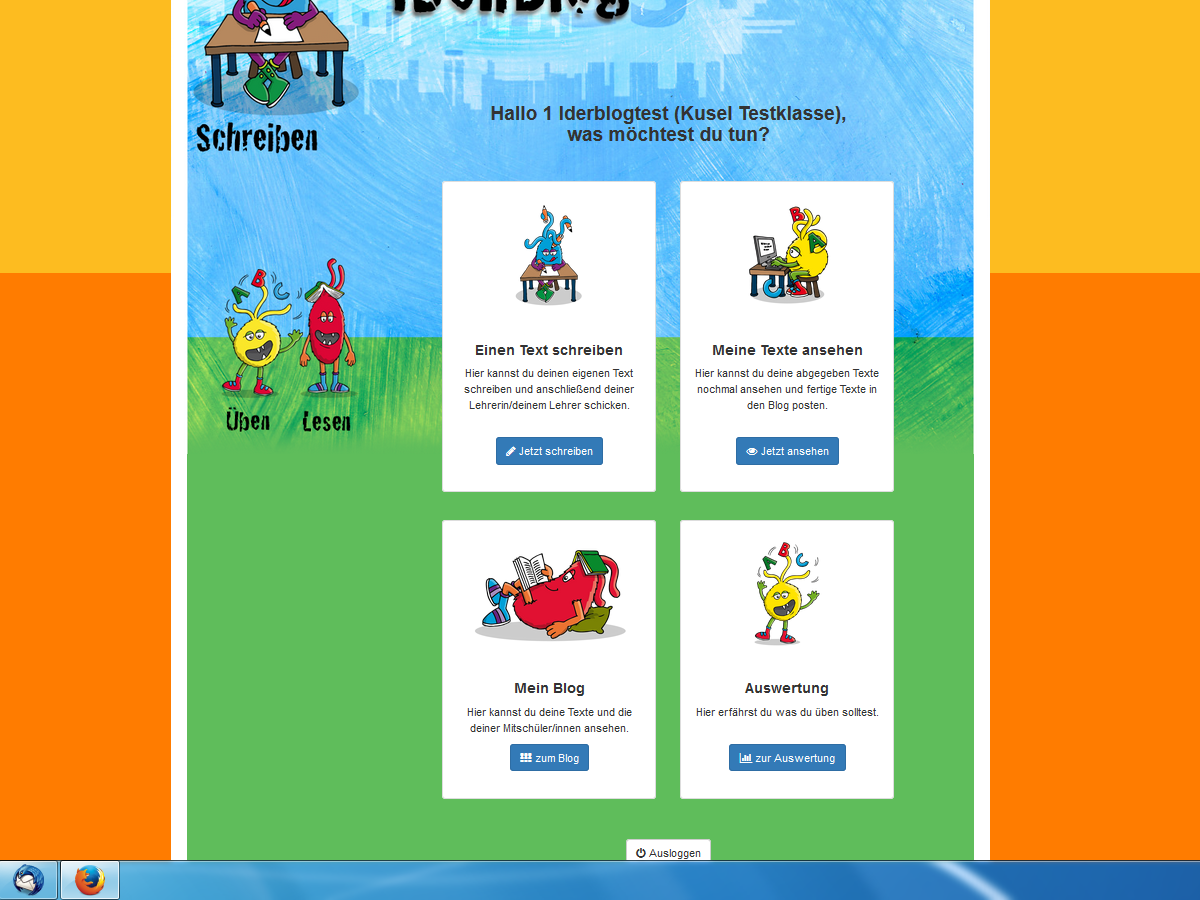 Schreiben
Hallo 1 Iderblogtest (Kusel Testklasse),
was möchtest du tun?
A B C
Üben
Lesen
Einen Text schreiben
Hier kannst du deinen eigenen Text
schreiben und anschließend deiner
Lehrerin/deinem Lehrer schicken.
Jetzt schreiben
B
A
C
Meine Texte ansehen
Hier kannst du deine abgegeben Texte
nochmal ansehen und fertige Texte in
den Blog posten.
Jetzt ansehen
Mein Blog
Hier kannst du deine Texte und die
deiner Mitschüler/innen ansehen.
zum Blog
A B C
Auswertung
Hier erfährst du was du üben solltest.
zur Auswertung
Ausloggen